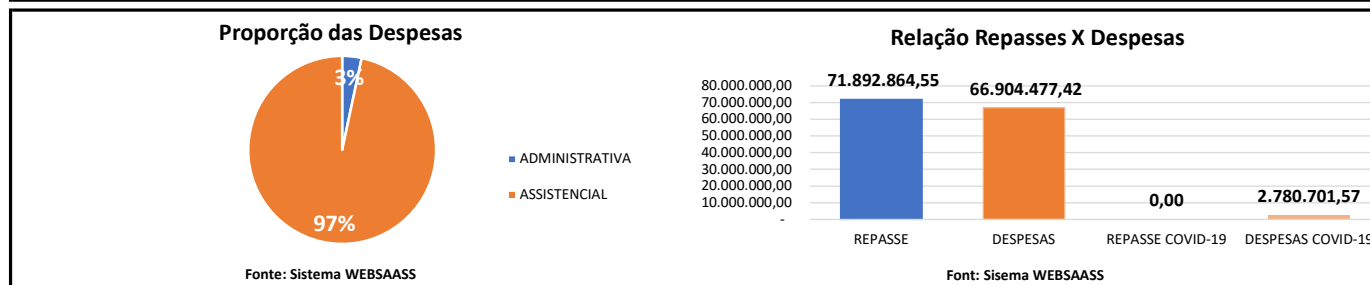 Proporção das Despesas
3%
97%
ADMINISTRATIVA
ASSISTENCIAL
Fonte: Sistema WEBSAASS
Relação Repasses X Despesas
80.000.000,00
70.000.000,00
60.000.000,00
50.000.000,00
40.000.000,00
30.000.000,00
20.000.000,00
10.000.000,00
-
71.892.864,55
66.904.477,42
0,00
2.780.701,57
REPASSE
DESPESAS
REPASSE COVID-19
DESPESAS COVID-19
Font: Sisema WEBSAASS